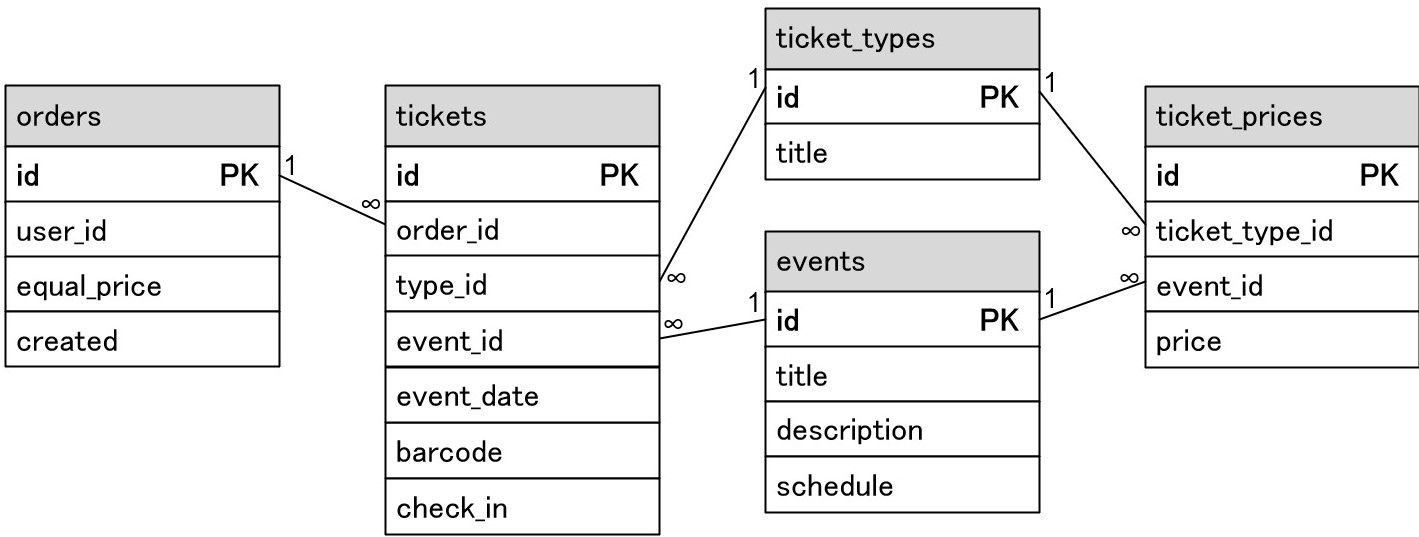 orders
id PK
user_id
equal_price
created
1
∞
tickets
id PK
order_id
type_id
event_id
event_date
barcode
check_in
∞
1
∞
1
ticket_types
id PK
title
events
id PK
title
description
schedule
1
∞
1
∞
ticket_prices
id PK
ticket_type_id
event_id
price